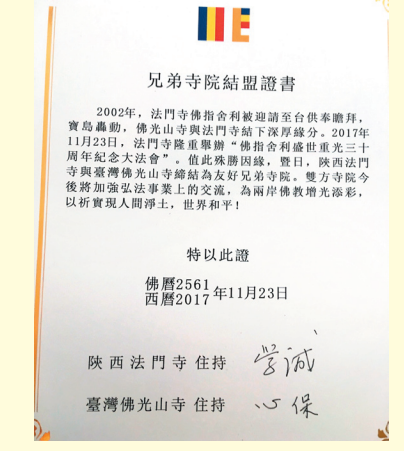 兄弟寺院結盟證書
2002年，法門寺佛指舍利被迎請至台供奉瞻拜，
寶島轟動，佛光山寺與法門寺結下深厚緣分。2017年
11月23日，法門寺隆重舉辦“佛指舍利盛世重光三十
周年紀念大法會”。值此殊勝因緣，暨日，陝西法門
寺與臺灣佛光山寺締結為友好兄弟寺院。雙方寺院今
後將加強弘法事業上的交流，為兩岸佛教增光添彩，
以祈實現人間淨土，世界和平！
特以此證
佛曆2561
西曆2017年11月23日
陝西法門寺 住持 学诚
臺灣佛光山寺 住持 心保